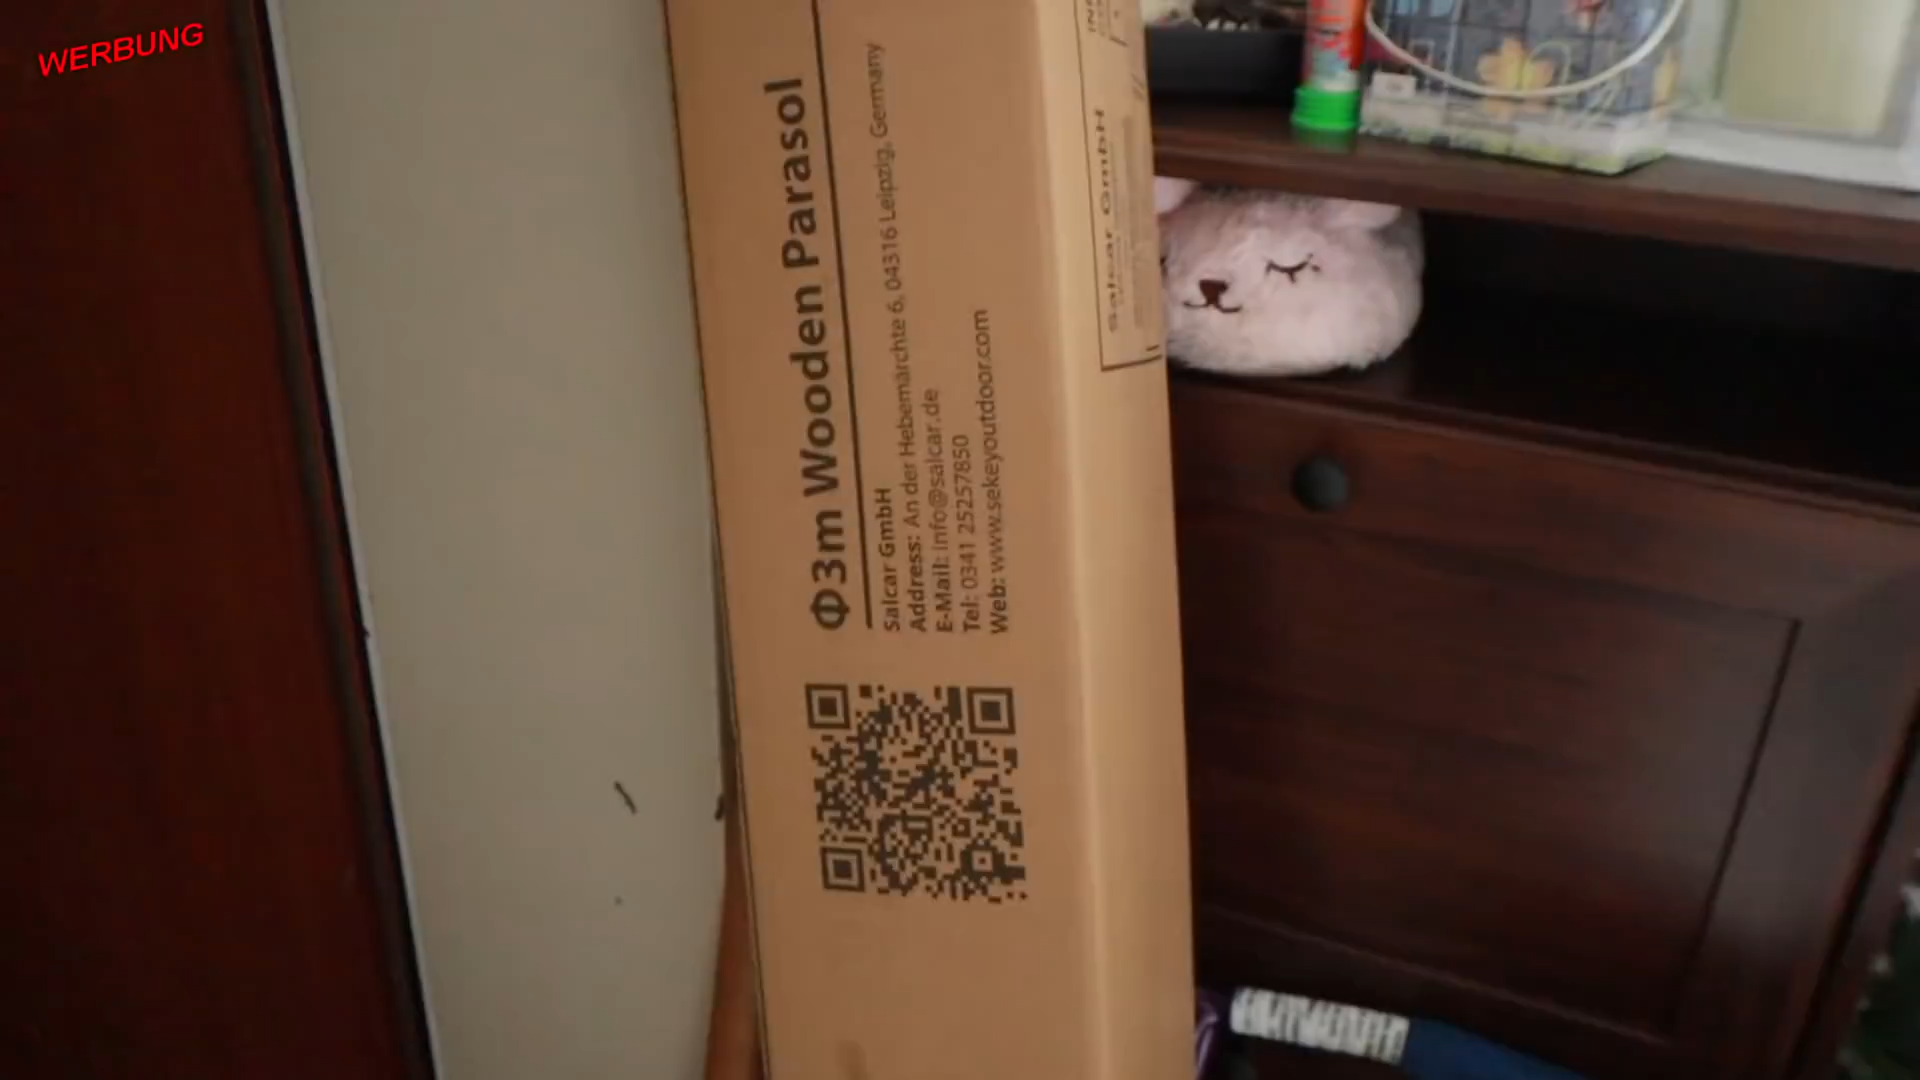 WERBUNG
Φ3m Wooden Parasol
Salcar GmbH
Address: An der Hebemärchte 6, 04316 Leipzig, Germany
E-Mail: info@salcar.de
Tel: 0341 25257850
Web: www.sekeyoutdoor.com
Salcar GmbH